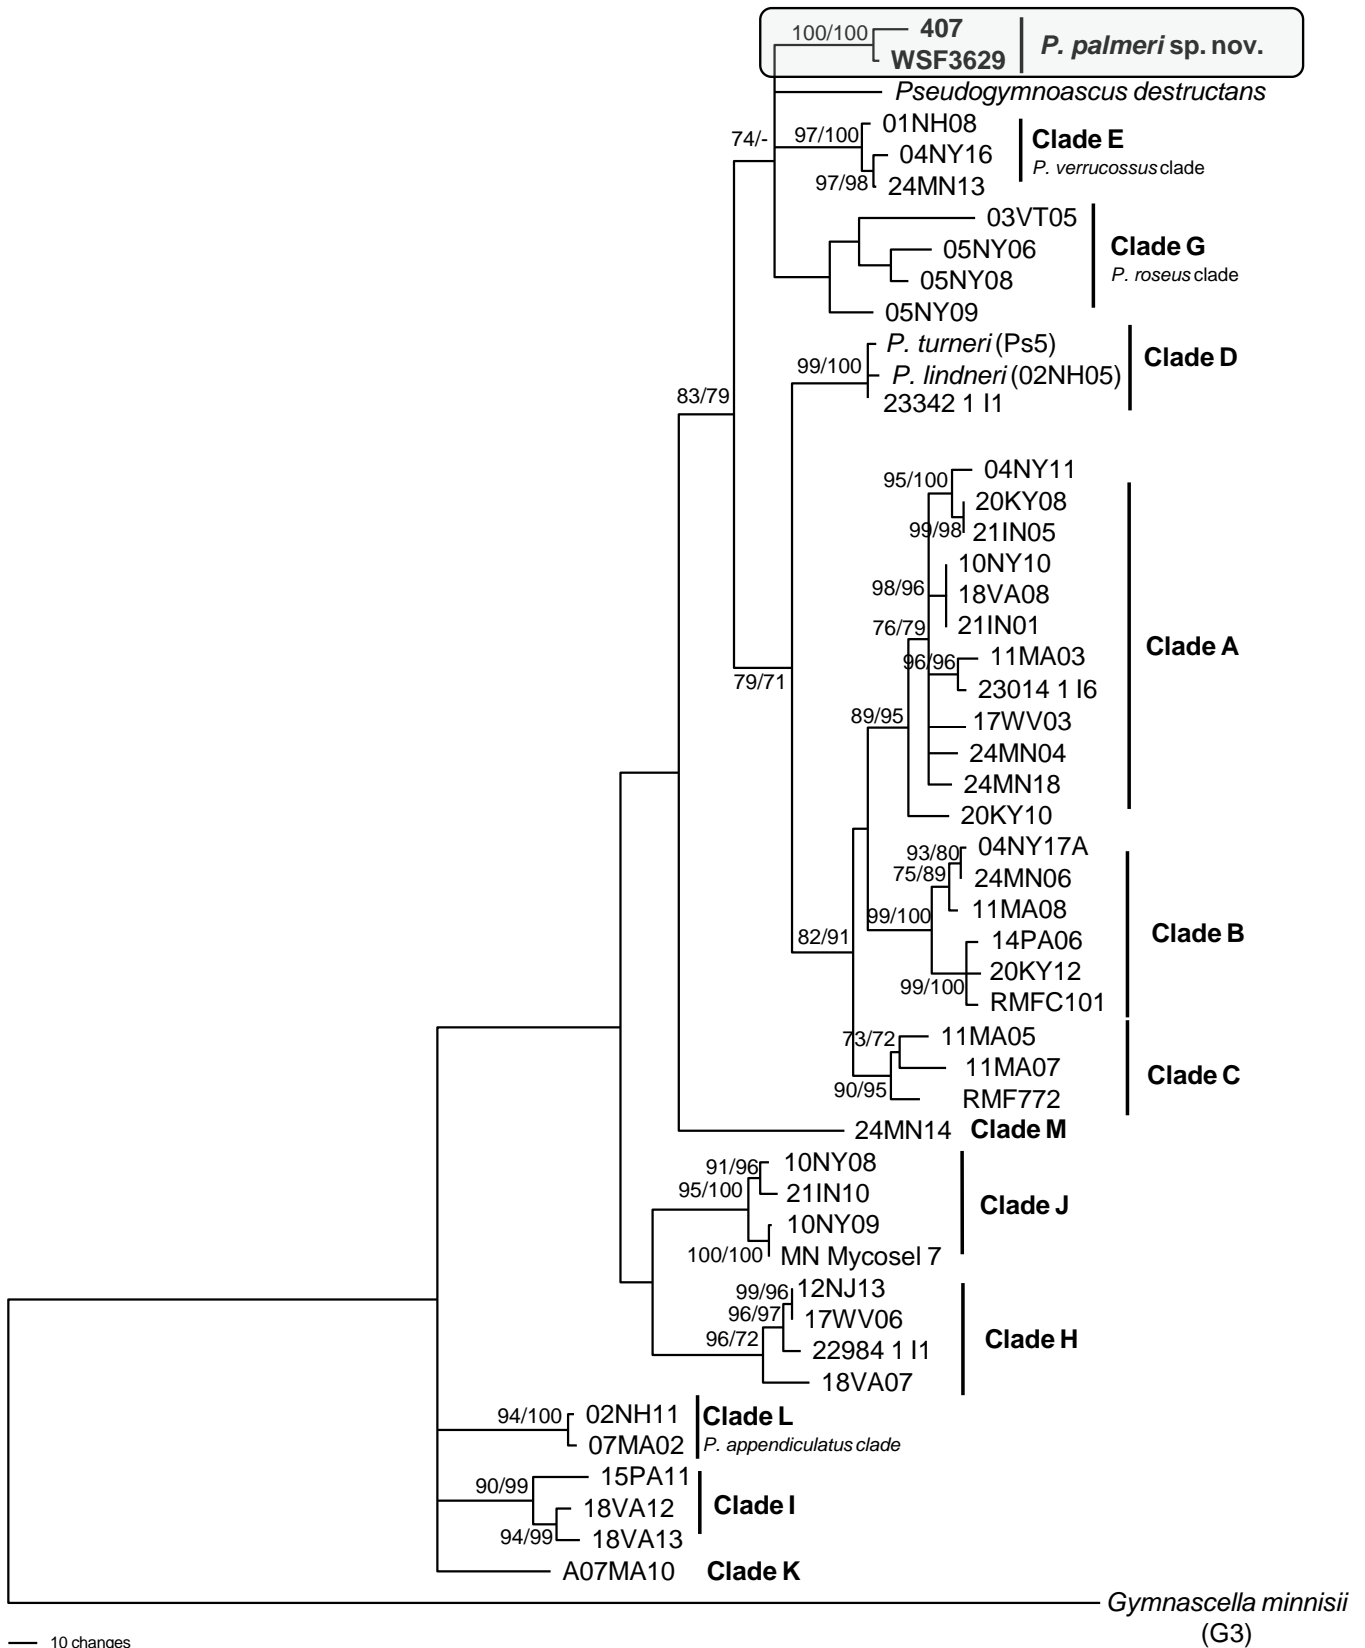 100/100
407
WSF3629
P. palmeri sp. nov.
Pseudogymnoascus destructans
74/-
97/100
01NH08
04NY16
97/98
24MN13
Clade E
P. verrucossus clade
03VT05
05NY06
05NY08
05NY09
Clade G
P. roseus clade
83/79
99/100
P. turneri (Ps5)
P. lindneri (02NH05)
23342 1 I1
Clade D
95/100
04NY11
20KY08
99/98
21IN05
10NY10
98/96
18VA08
21IN01
76/79
96/96
11MA03
23014 1 I6
79/71
89/95
17WV03
24MN04
24MN18
20KY10
Clade A
93/80
04NY17A
75/89
24MN06
11MA08
99/100
82/91
14PA06
20KY12
99/100
RMFC101
Clade B
73/72
11MA05
11MA07
90/95
RMF772
Clade C
24MN14
Clade M
91/96
10NY08
95/100
21IN10
10NY09
100/100
MN Mycosel 7
Clade J
99/96
12NJ13
96/97
17WV06
96/72
22984 1 I1
18VA07
Clade H
94/100
02NH11
07MA02
Clade L
P. appendiculatus clade
15PA11
90/99
18VA12
94/99
18VA13
Clade I
A07MA10
Clade K
Gymnascella minnisii
(G3)
10 changes